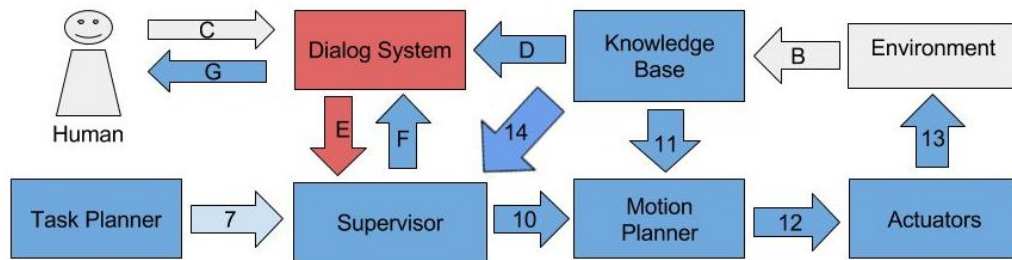 C
Dialog System
D
Knowledge
Base
B
Environment
G
Human
E
F
14
11
13
Task Planner
7
Supervisor
10
Motion
Planner
12
Actuators